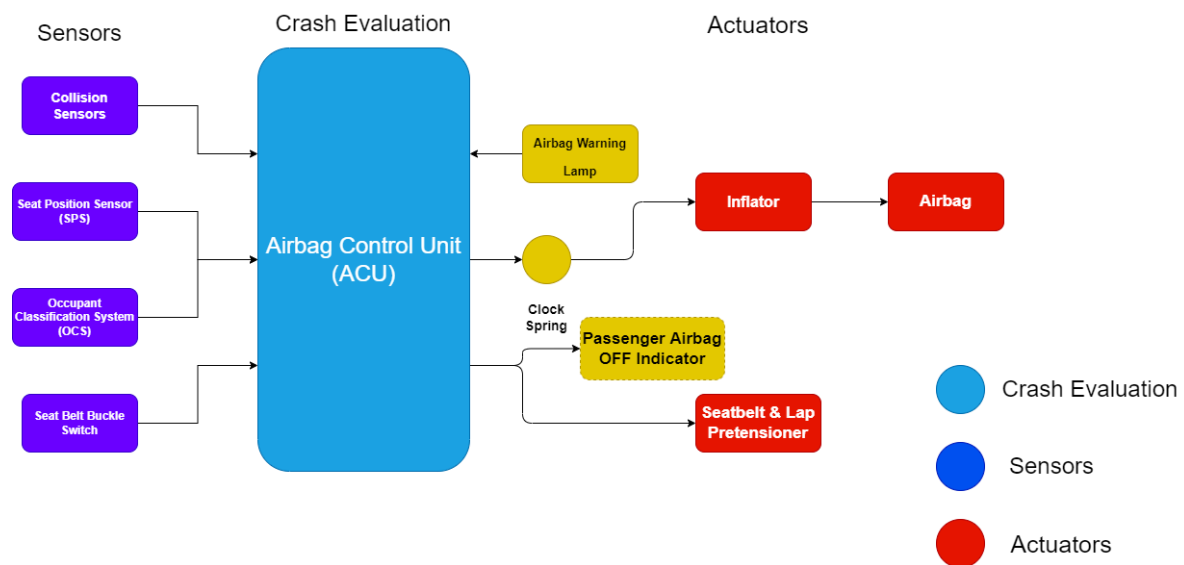 Sensors
Crash Evaluation
Actuators
Collision
Sensors
Seat Position Sensor
(SPS)
Occupant
Classification System
(OCS)
Seat Belt Buckle
Switch
Airbag Control Unit
(ACU)
Airbag Warning
Lamp
Clock
Spring
Inflator
Airbag
Passenger Airbag
OFF Indicator
Seatbelt & Lap
Pretensioner
Crash Evaluation
Sensors
Actuators